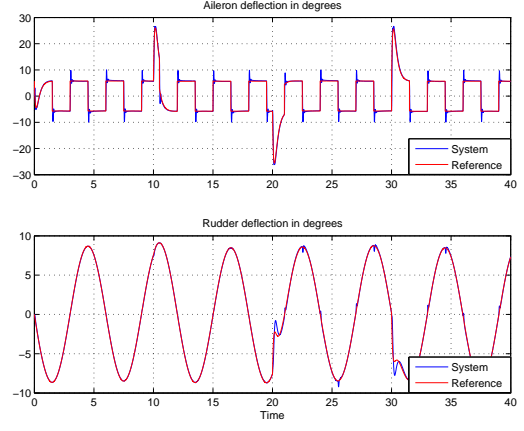 Aileron deflection in degrees
30
20
10
0
−10
−20
−30
0 5 10 15 20 25 30 35 40
System
Reference
Rudder deflection in degrees
10
5
0
−5
−10
0 5 10 15 20 25 30 35 40
Time
System
Reference